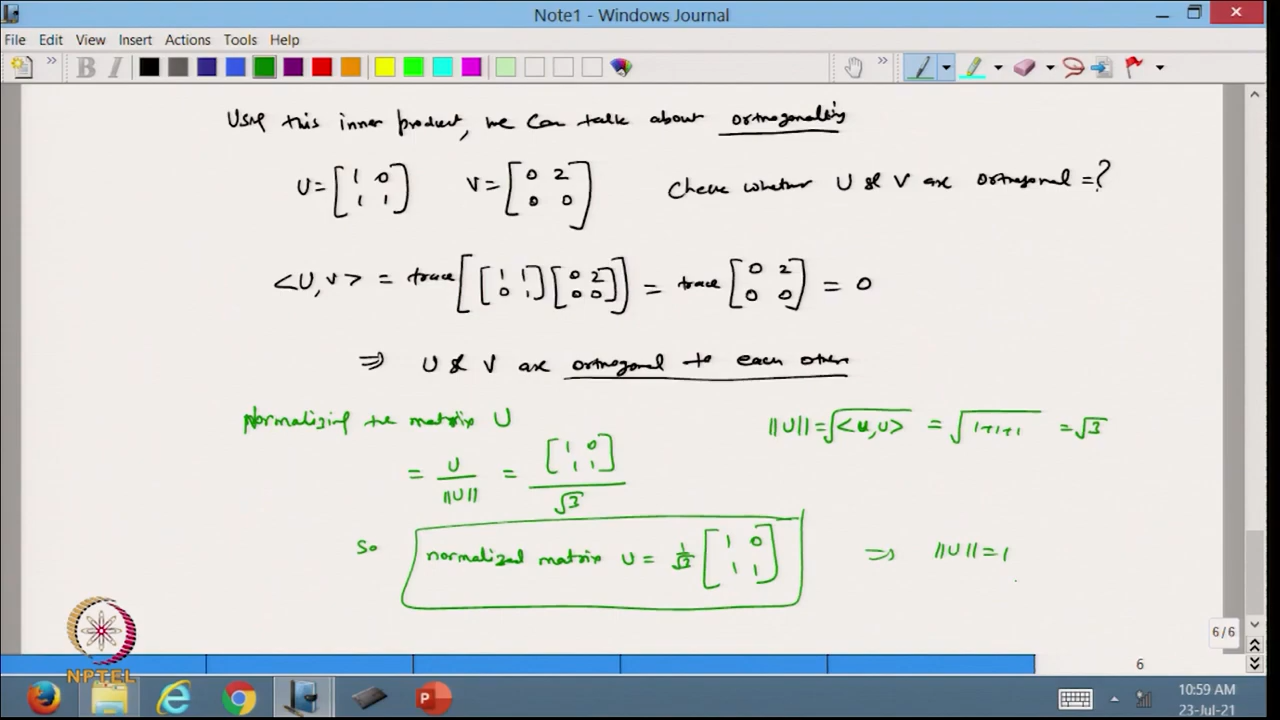 Note1 - Windows Journal
File Edit View Insert Actions Tools Help
Using this inner product, we can talk about orthogonality
U = [1 0; 1 1] V = [0 2; 0 0] Check whether U & V are orthogonal = ?
<U,V> = trace[[1 1; 0 1][0 2; 0 0]] = trace[0 2; 0 0] = 0
⇒ U & V are orthogonal to each other
Normalizing the matrix U ||U|| = √<U,U> = √1+1+1 = √3
= U/||U|| = [1 0; 1 1]/√3
So normalized matrix U = 1/√3 [1 0; 1 1] ⇒ ||U|| = 1
6/6
6
NPTEL
10:59 AM
23-Jul-21